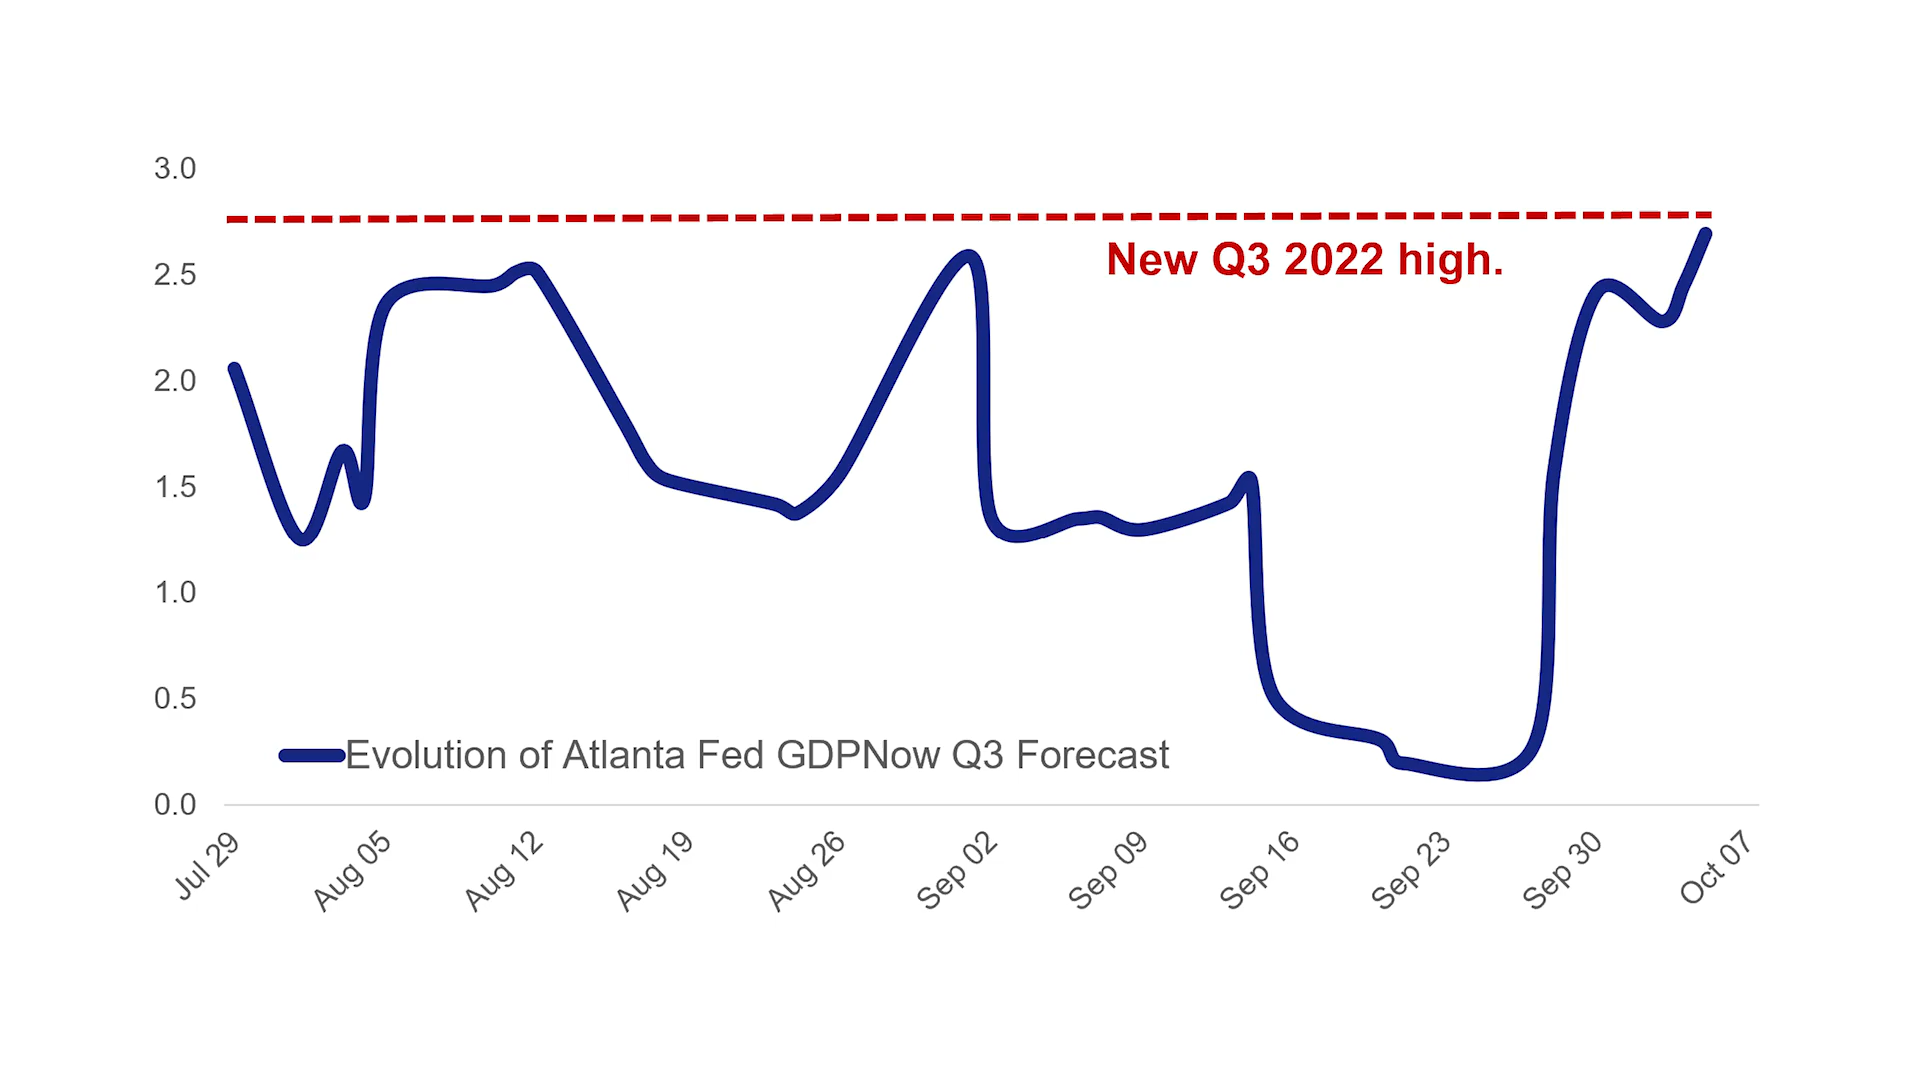 3.0
New Q3 2022 high.
2.5
2.0
1.5
1.0
0.5
Evolution of Atlanta Fed GDPNow Q3 Forecast
0.0
Jul 29
Aug 05
Aug 12
Aug 19
Aug 26
Sep 02
Sep 09
Sep 16
Sep 23
Sep 30
Oct 07